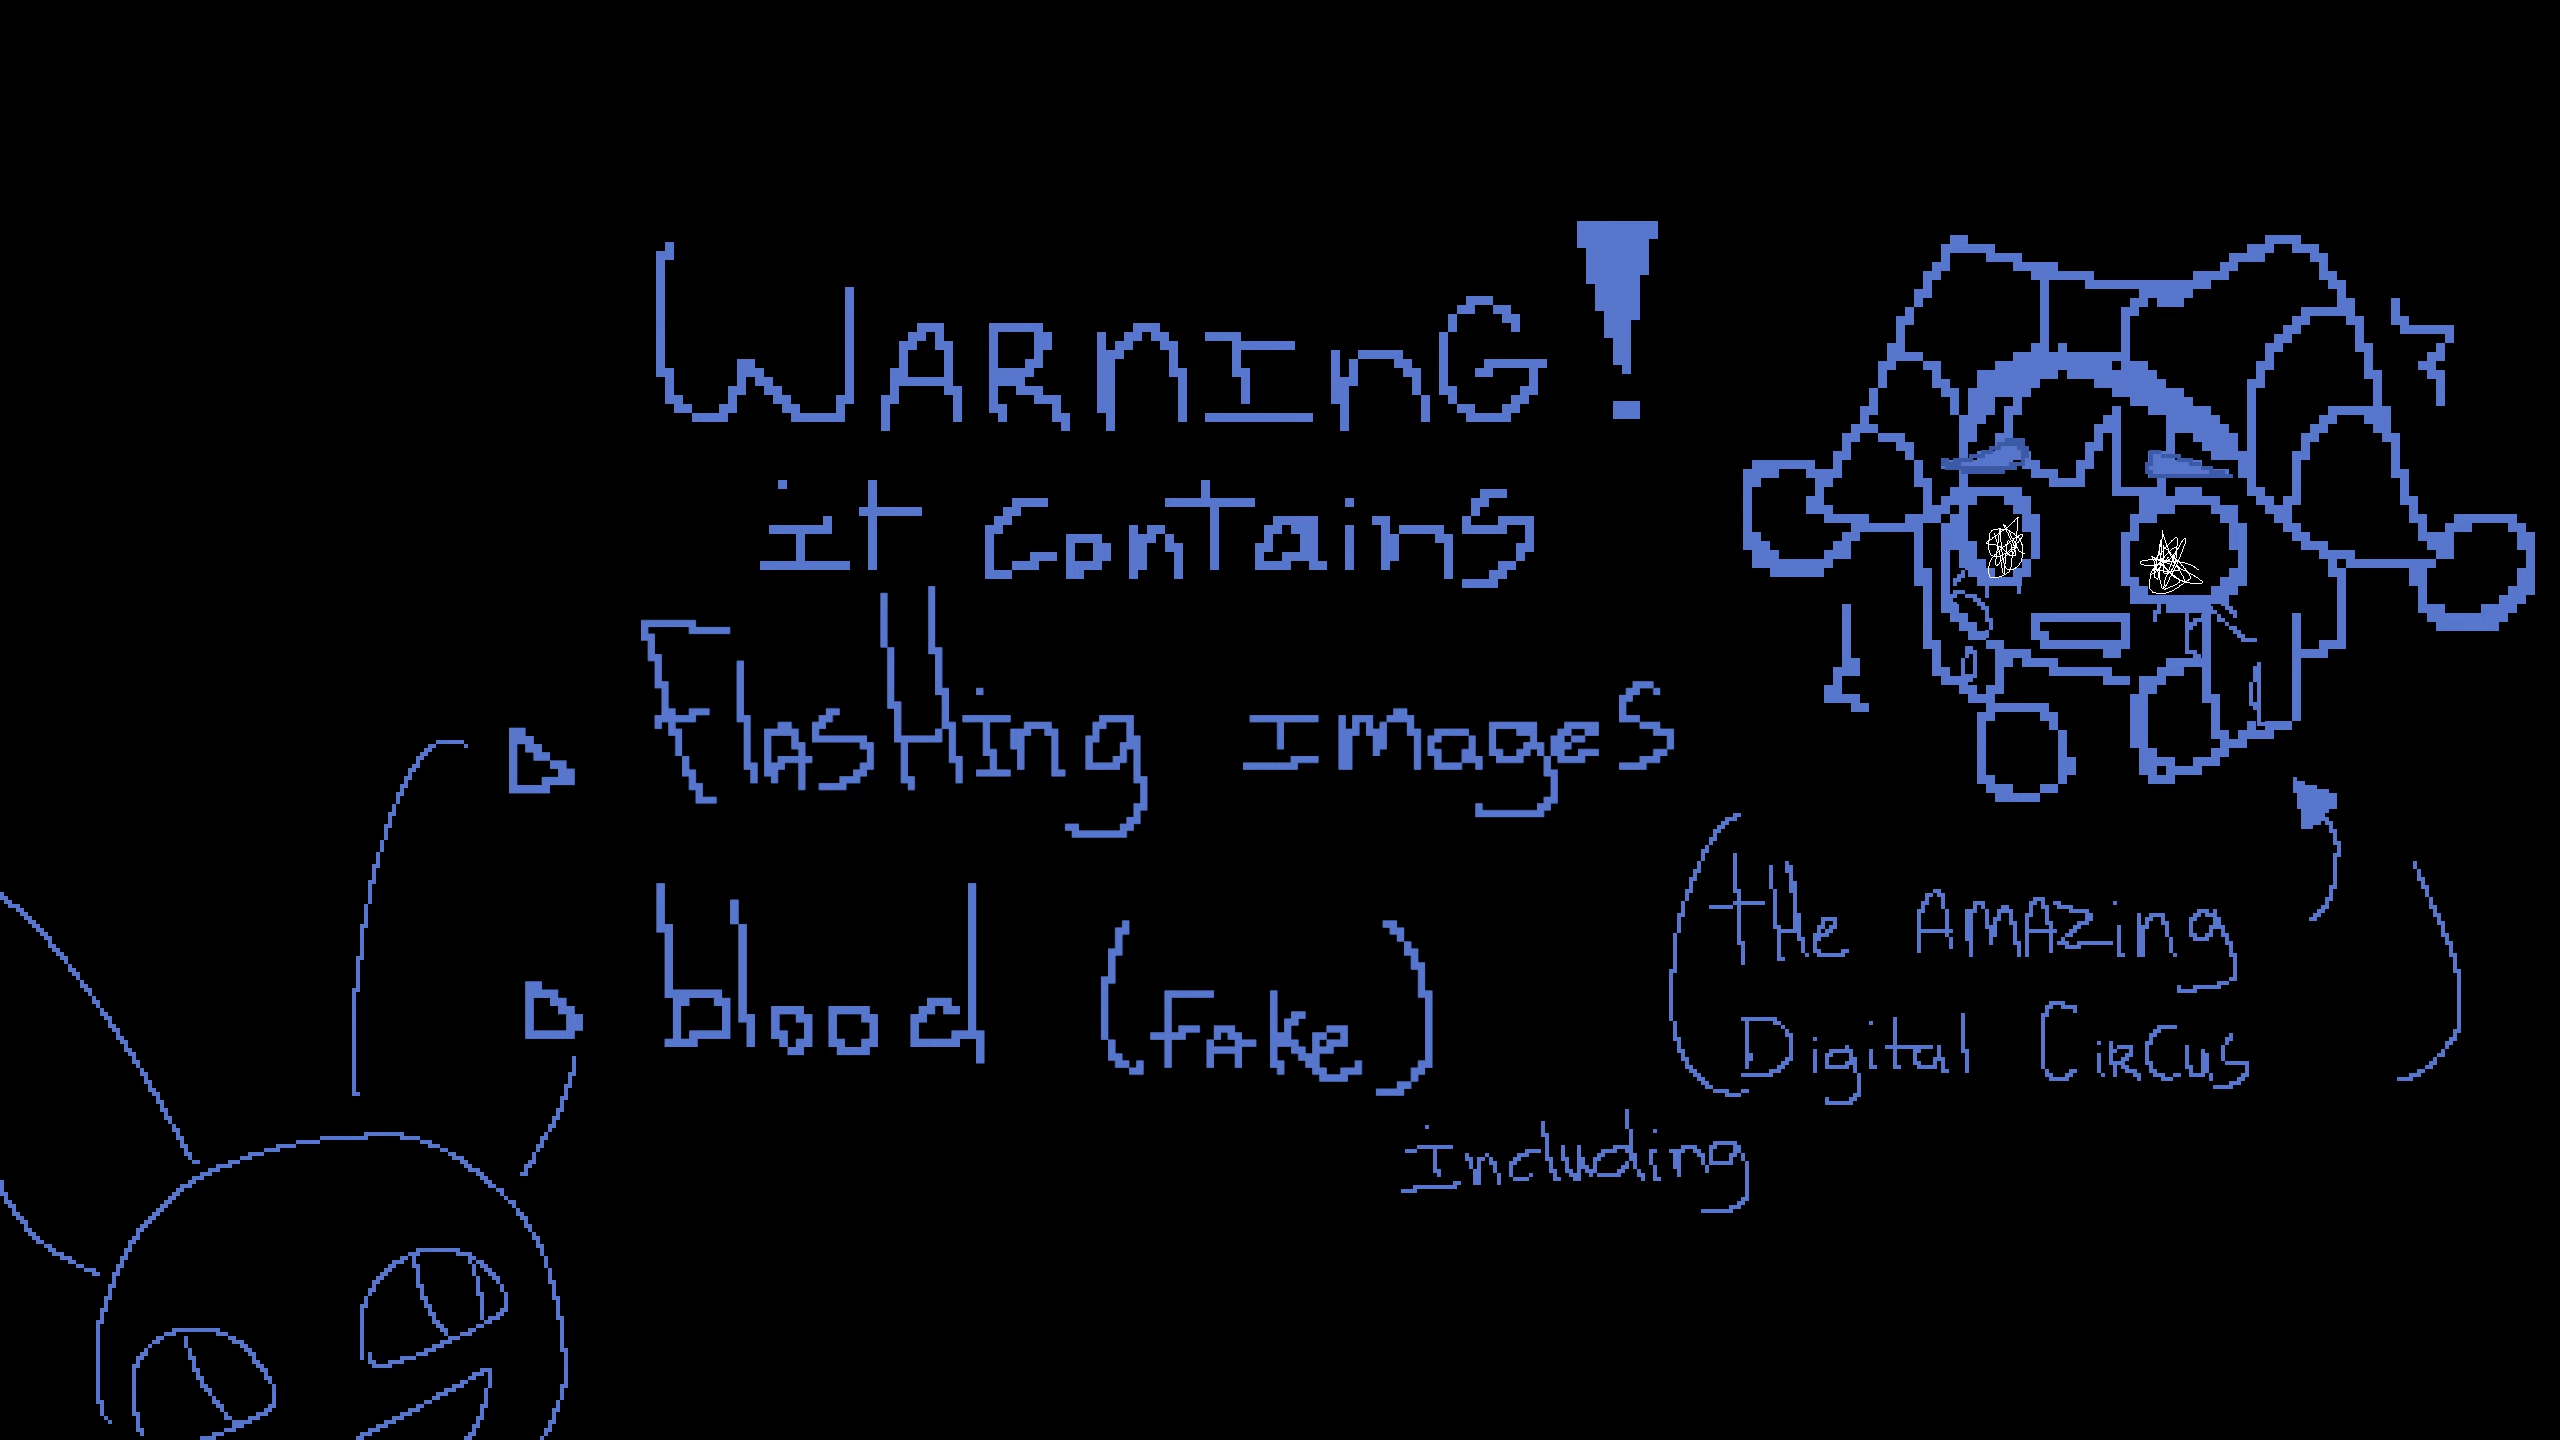 WARNInG!
it contains
FlasHing Images
blood (FAKe)
(tHe AMAZing
Digital CiRCus)
Including